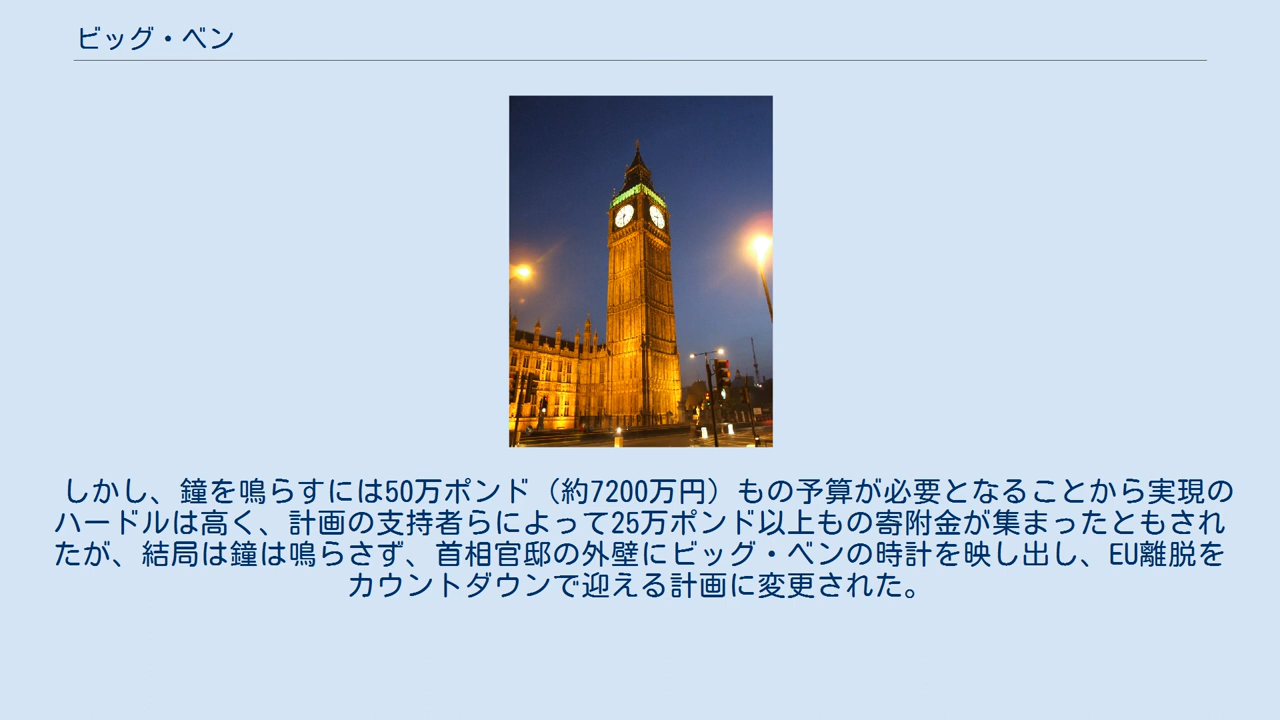 ビッグ・ベン
しかし、鐘を鳴らすには50万ポンド（約7200万円）もの予算が必要となることから実現の
ハードルは高く、計画の支持者らによって25万ポンド以上もの寄附金が集まったともされ
たが、結局は鐘は鳴らさず、首相官邸の外壁にビッグ・ベンの時計を映し出し、EU離脱を
カウントダウンで迎える計画に変更された。